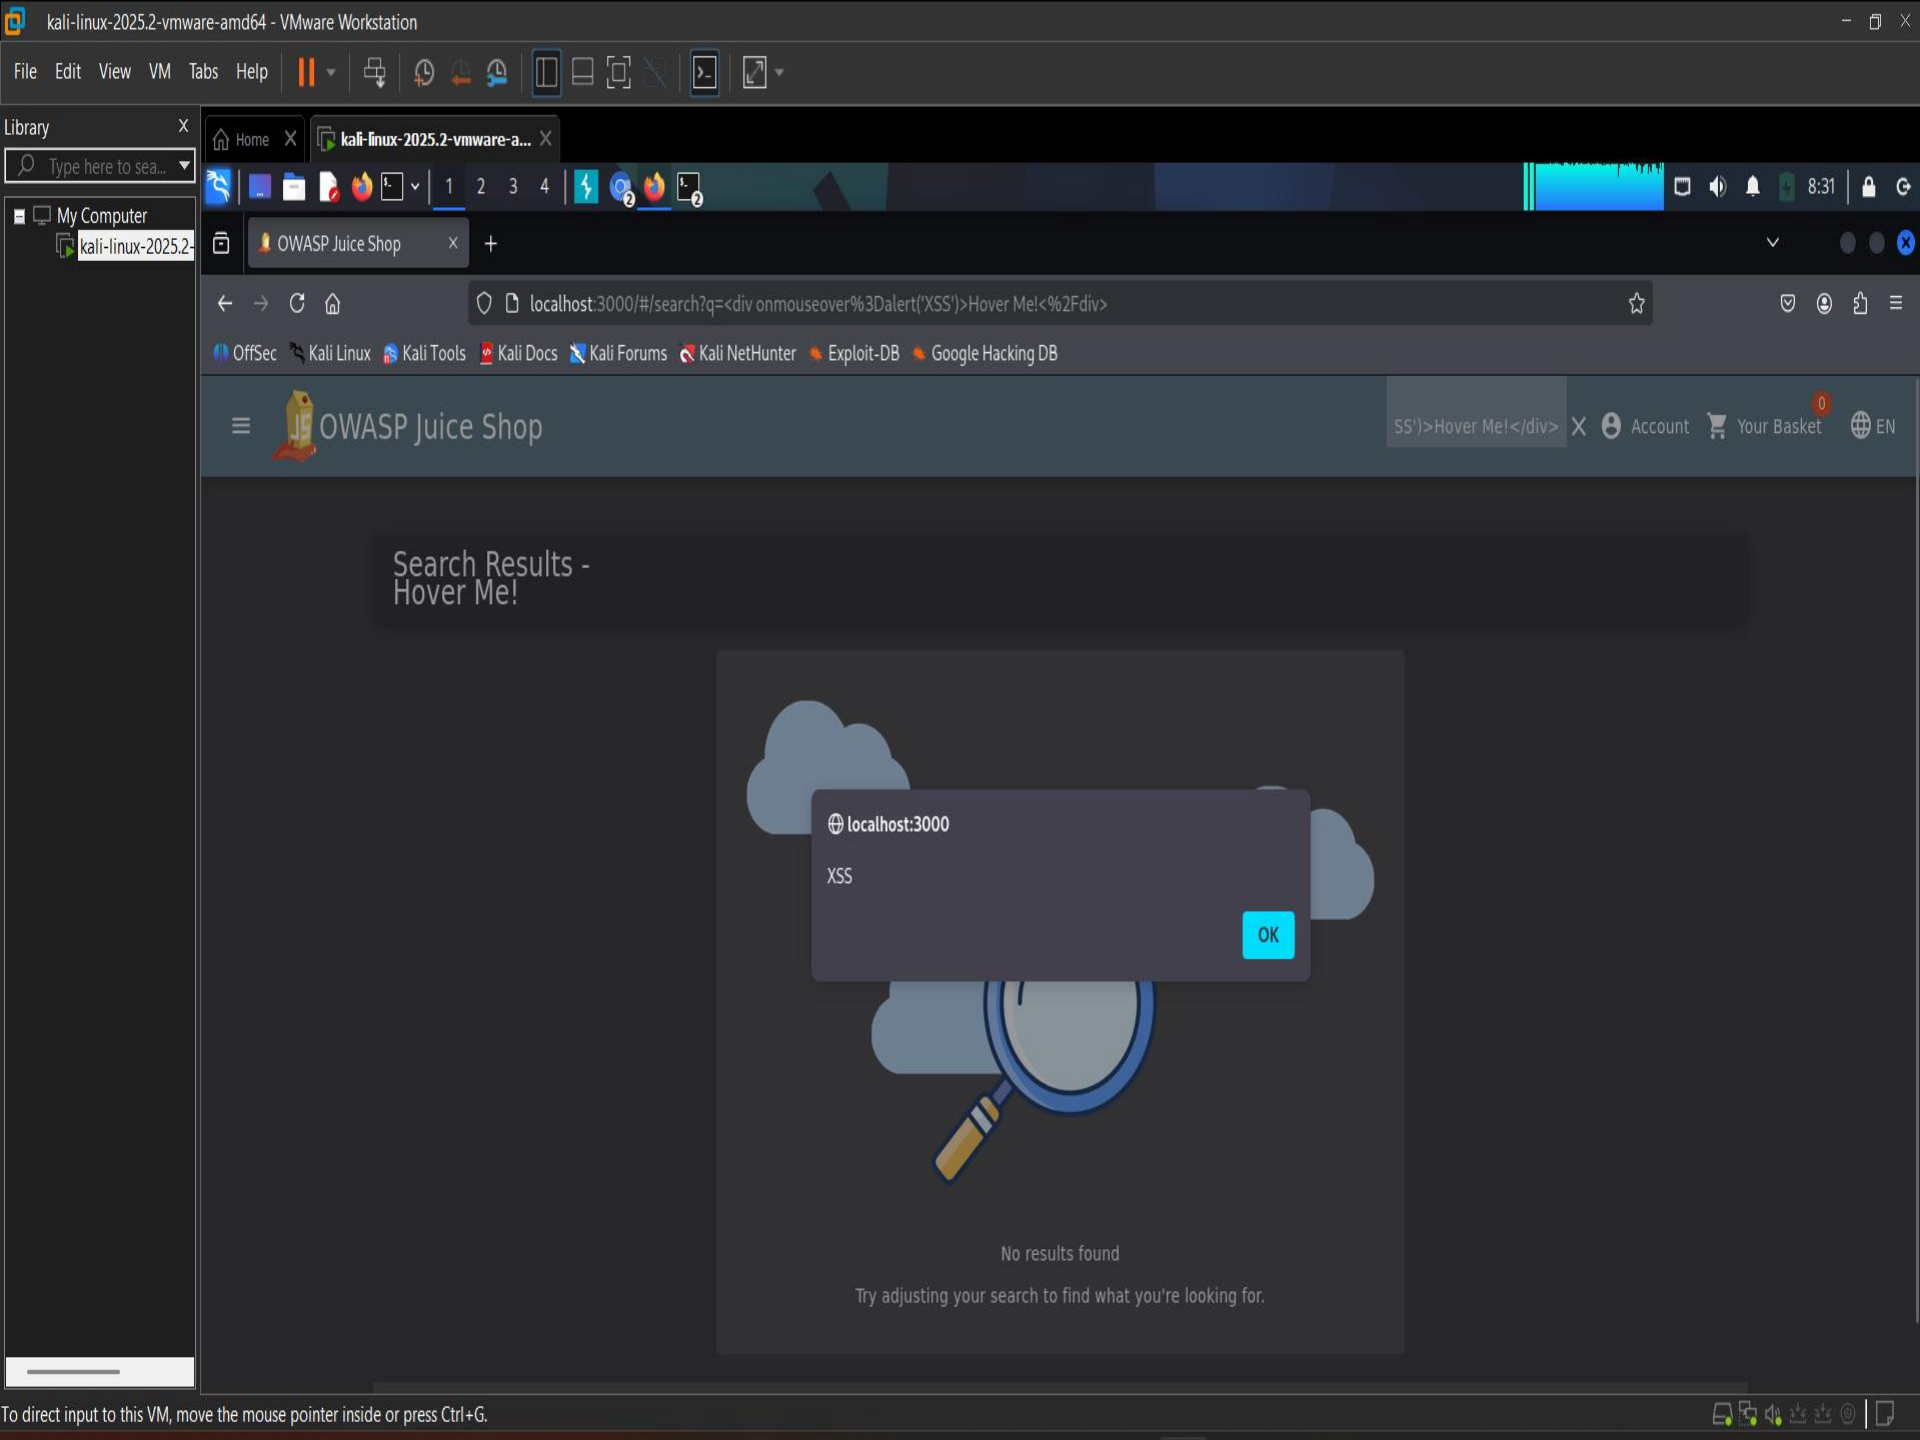 kali-linux-2025.2-vmware-amd64 - VMware Workstation
File Edit View VM Tabs Help
Library X
Home
kali-linux-2025.2-vmware-a...
Type here to sea...
1 2 3 4
2
2
8:31
My Computer
kali-linux-2025.2-
OWASP Juice Shop
localhost:3000/#/search?q=<div onmouseover%3Dalert('XSS')>Hover Me!<%2Fdiv>
OffSec Kali Linux Kali Tools Kali Docs Kali Forums Kali NetHunter Exploit-DB Google Hacking DB
JS
OWASP Juice Shop
SS')>Hover Me!</div>
Account
0
Your Basket
EN
Search Results -
Hover Me!
localhost:3000
XSS
OK
No results found
Try adjusting your search to find what you're looking for.
To direct input to this VM, move the mouse pointer inside or press Ctrl+G.